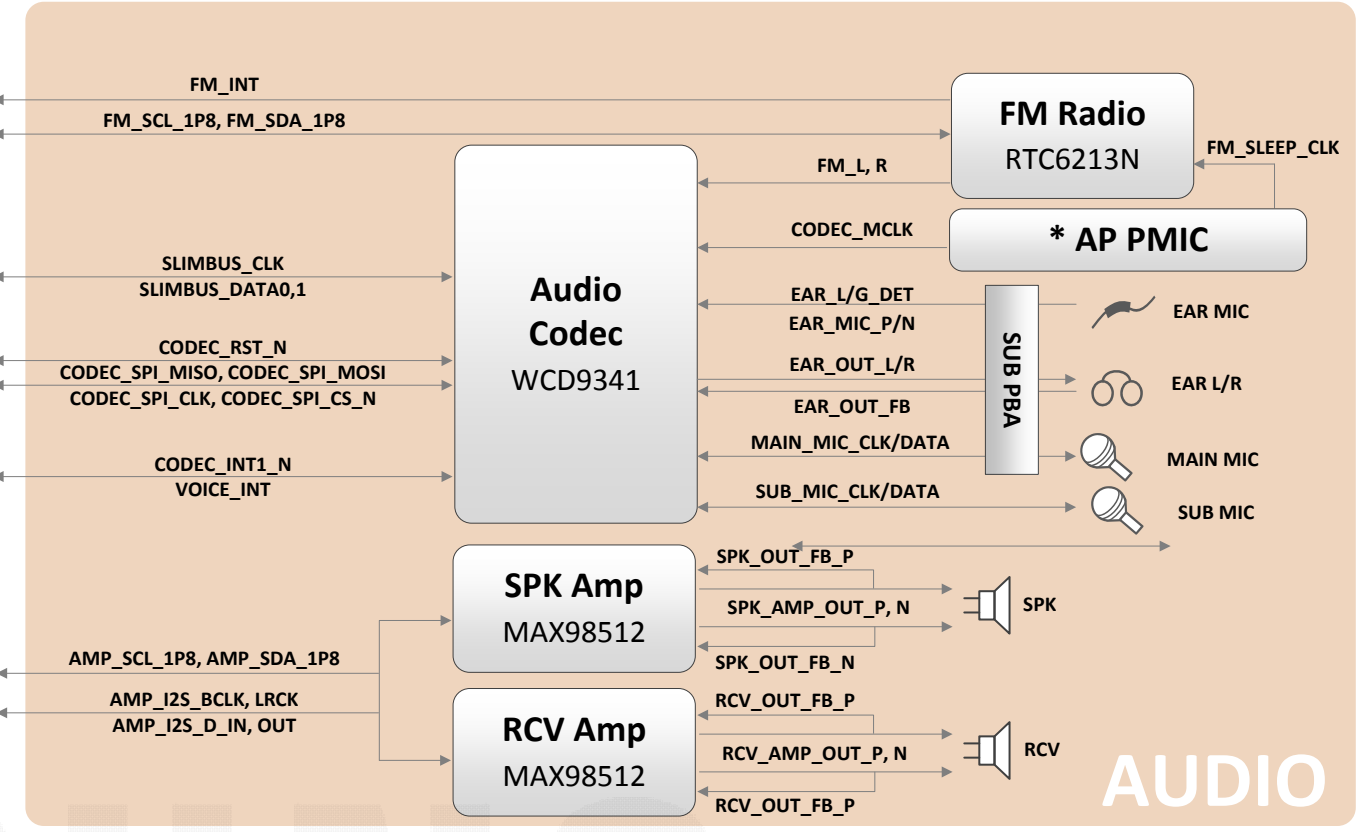 FM_INT
FM_SCL_1P8, FM_SDA_1P8
FM Radio
RTC6213N
FM_SLEEP_CLK
FM_L, R
CODEC_MCLK
* AP PMIC
SLIMBUS_CLK
SLIMBUS_DATA0,1
CODEC_RST_N
CODEC_SPI_MISO, CODEC_SPI_MOSI
CODEC_SPI_CLK, CODEC_SPI_CS_N
CODEC_INT1_N
VOICE_INT
Audio
Codec
WCD9341
EAR_L/G_DET
EAR_MIC_P/N
EAR_OUT_L/R
EAR_OUT_FB
MAIN_MIC_CLK/DATA
SUB_MIC_CLK/DATA
SUB PBA
EAR MIC
EAR L/R
MAIN MIC
SUB MIC
SPK Amp
MAX98512
SPK_OUT_FB_P
SPK_AMP_OUT_P, N
SPK_OUT_FB_N
SPK
AMP_SCL_1P8, AMP_SDA_1P8
AMP_I2S_BCLK, LRCK
AMP_I2S_D_IN, OUT
RCV Amp
MAX98512
RCV_OUT_FB_P
RCV_AMP_OUT_P, N
RCV_OUT_FB_P
RCV
AUDIO